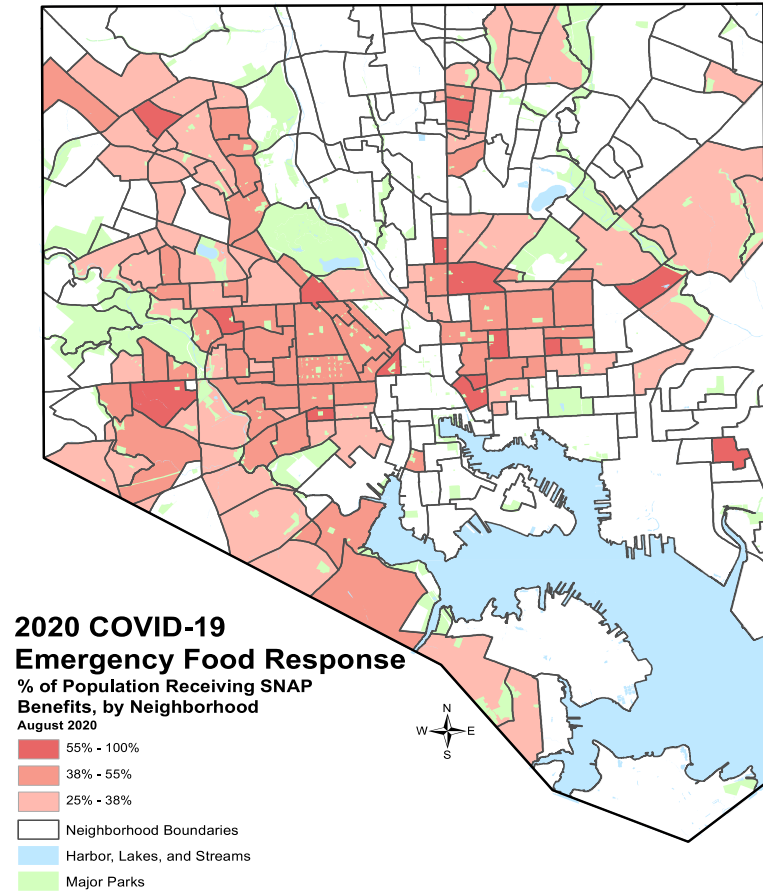 2020 COVID-19
Emergency Food Response
% of Population Receiving SNAP
Benefits, by Neighborhood
August 2020
55% - 100%
38% - 55%
25% - 38%
Neighborhood Boundaries
Harbor, Lakes, and Streams
Major Parks
N
W E
S